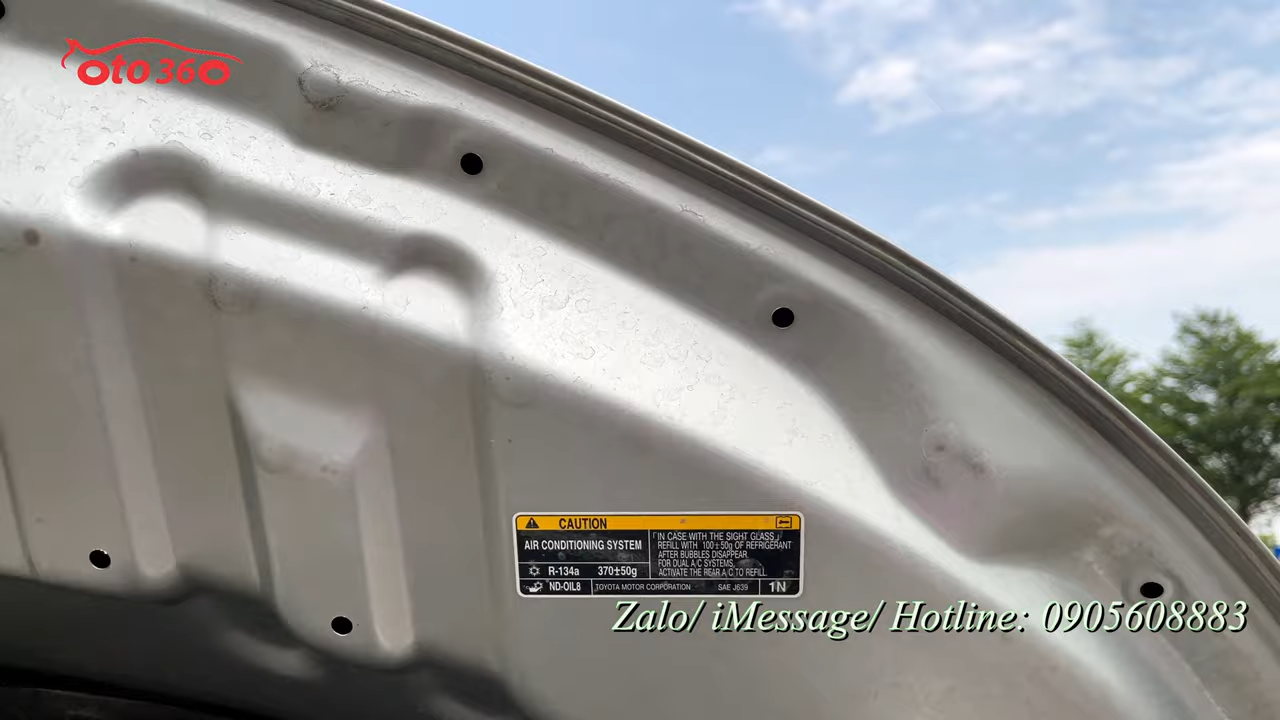 oto360
CAUTION
AIR CONDITIONING SYSTEM
R-134a 370±50g
ND-OIL8
IN CASE WITH THE SIGHT GLASS,
REFILL WITH 100±50g OF REFRIGERANT
AFTER BUBBLES DISAPPEAR.
FOR DUAL A/C SYSTEMS,
ACTIVATE THE REAR A/C TO REFILL.
TOYOTA MOTOR CORPORATION SAE J639 1N
Zalo/ iMessage/ Hotline: 0905608883